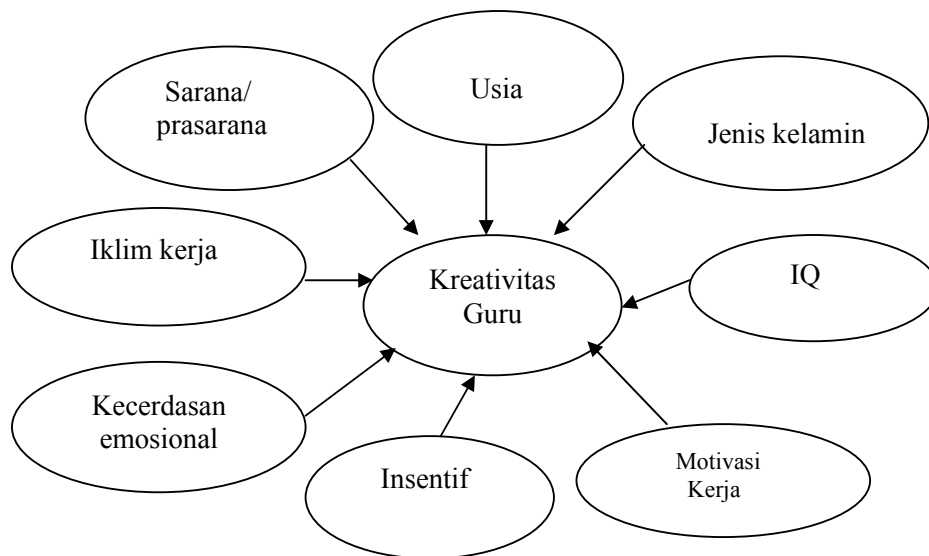 Sarana/
prasarana
Usia
Jenis kelamin
Iklim kerja
Kreativitas
Guru
IQ
Kecerdasan
emosional
Insentif
Motivasi
Kerja